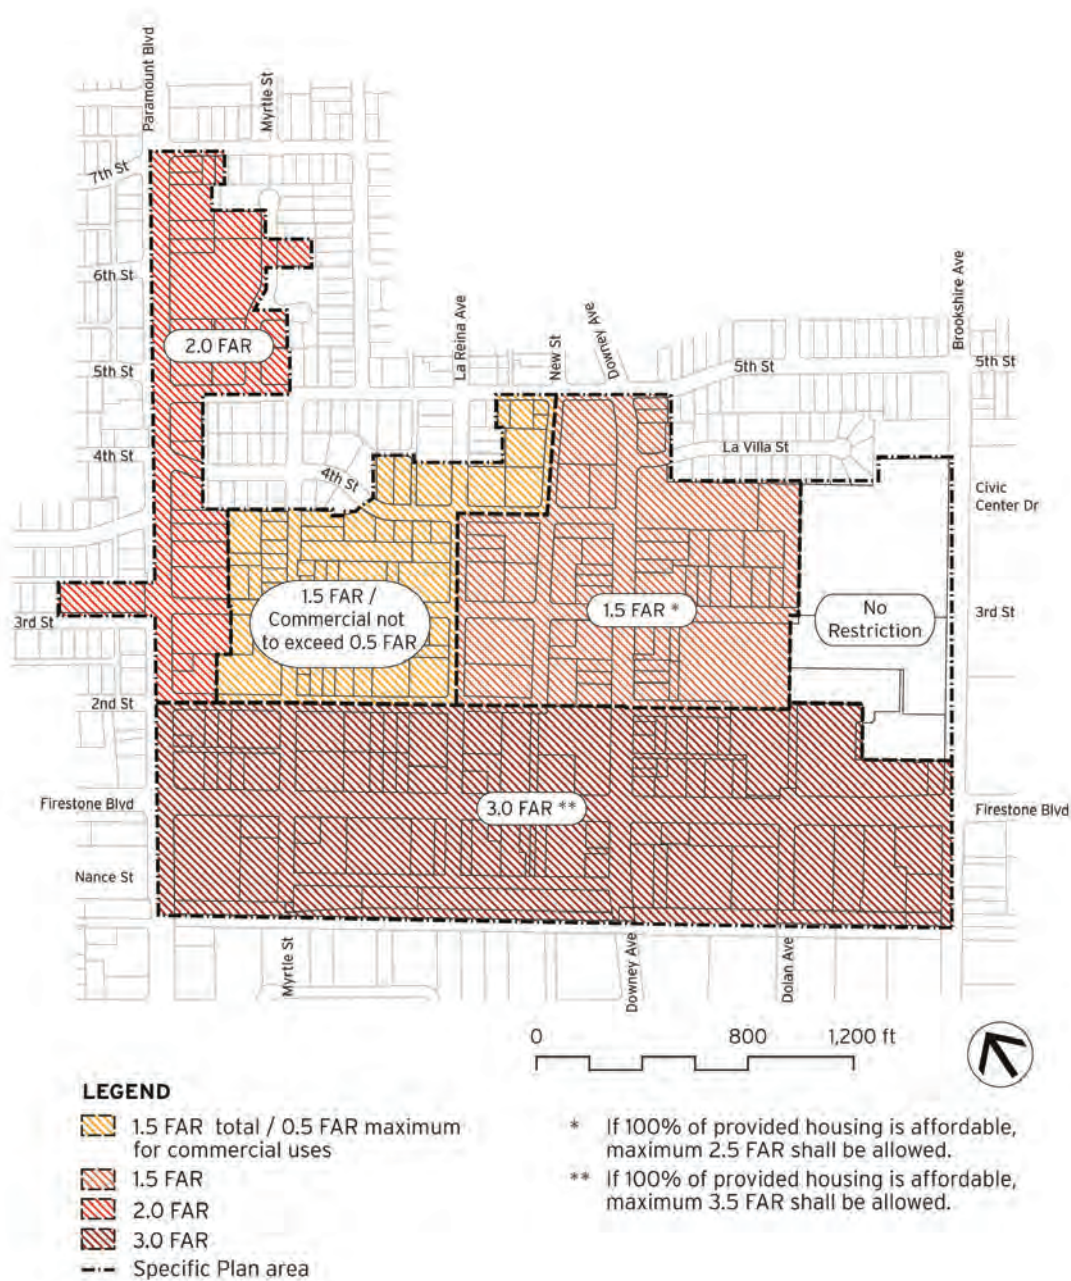 Paramount Blvd
Myrtle St
7th St
6th St
Brookshire Ave
La Reina Ave
New St
Downey Ave
2.0 FAR
5th St
5th St
5th St
4th St
La Villa St
4th St
Civic
Center Dr
1.5 FAR /
Commercial not
to exceed 0.5 FAR
1.5 FAR *
No
Restriction
3rd St
3rd St
2nd St
Firestone Blvd
3.0 FAR **
Firestone Blvd
Nance St
Myrtle St
Downey Ave
Dolan Ave
0 800 1,200 ft
LEGEND
1.5 FAR total / 0.5 FAR maximum
for commercial uses
1.5 FAR
2.0 FAR
3.0 FAR
Specific Plan area
* If 100% of provided housing is affordable,
maximum 2.5 FAR shall be allowed.
** If 100% of provided housing is affordable,
maximum 3.5 FAR shall be allowed.